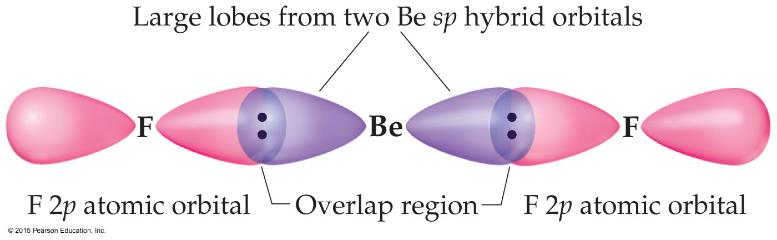 Large lobes from two Be sp hybrid orbitals
F Be F
F 2p atomic orbital Overlap region F 2p atomic orbital
© 2015 Pearson Education, Inc.